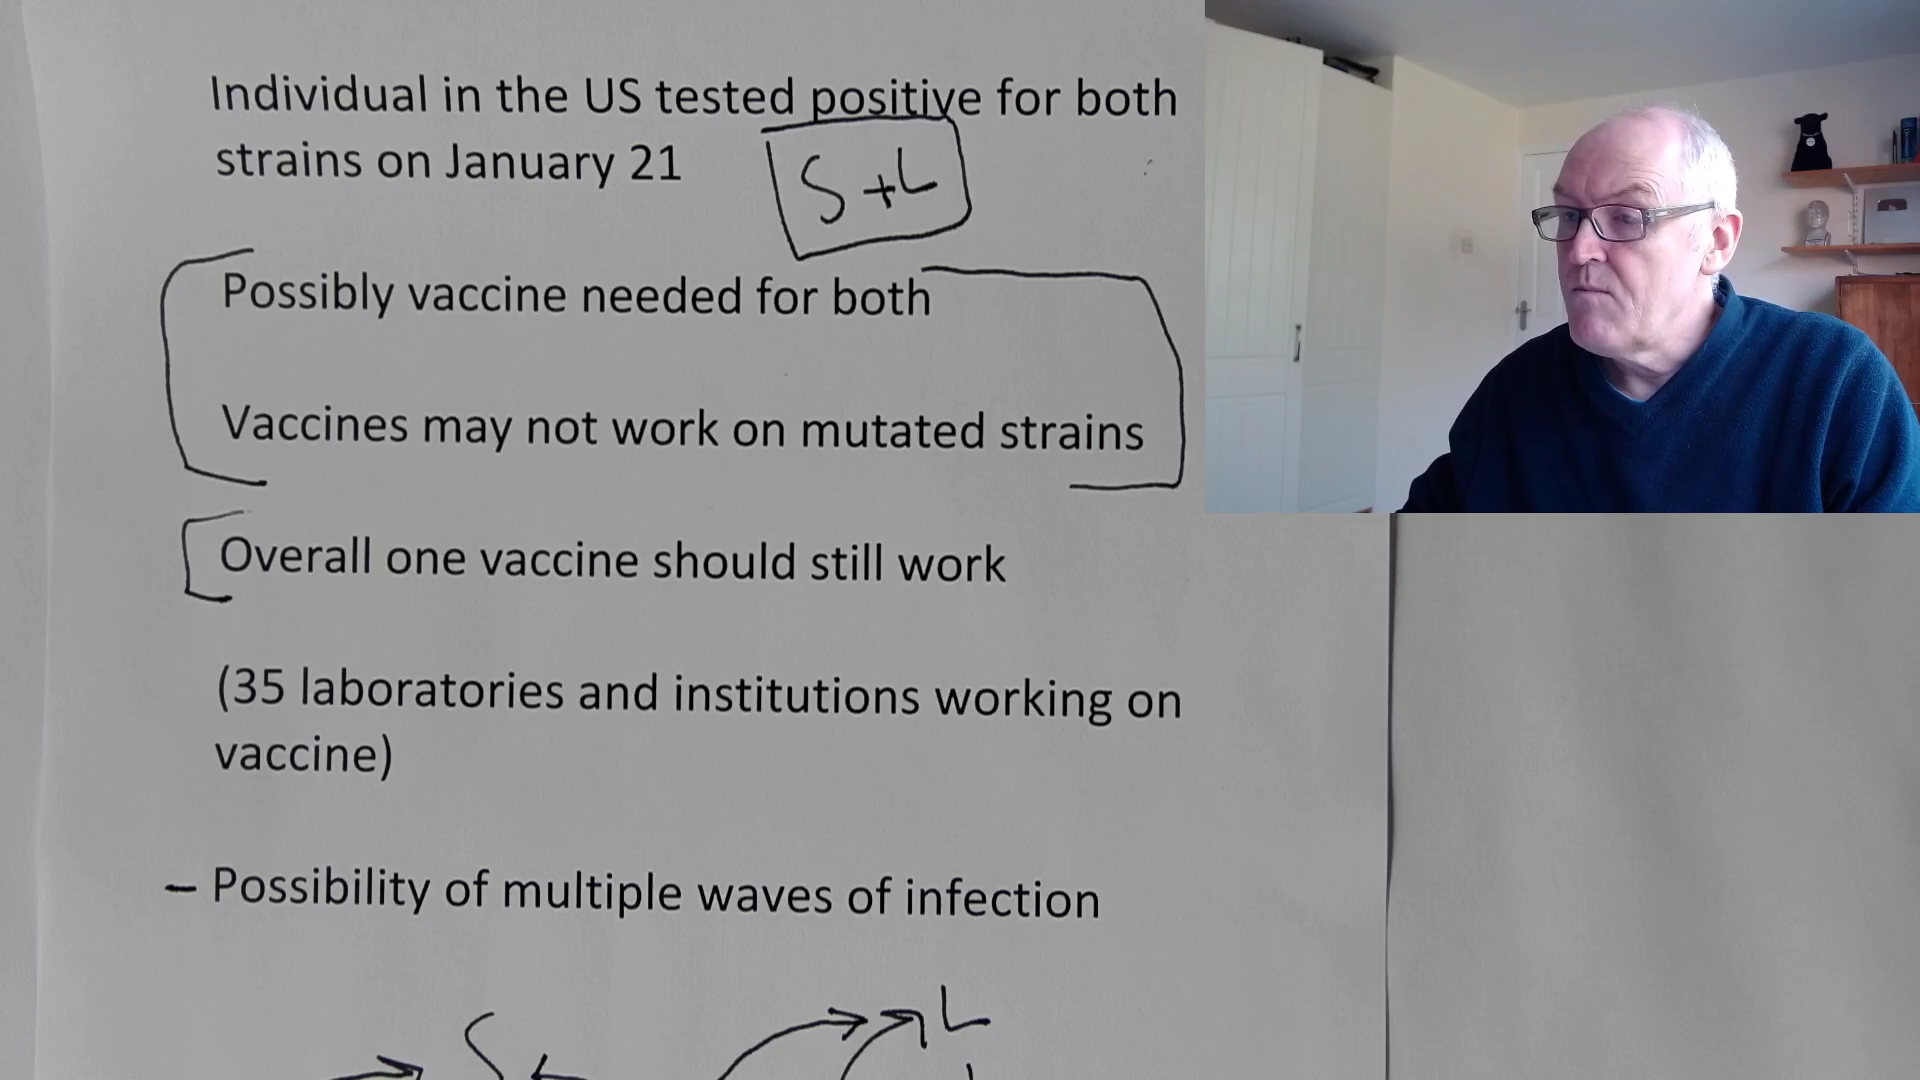 Individual in the US tested positive for both
strains on January 21
S+L
Possibly vaccine needed for both
Vaccines may not work on mutated strains
Overall one vaccine should still work
(35 laboratories and institutions working on
vaccine)
– Possibility of multiple waves of infection
L
S